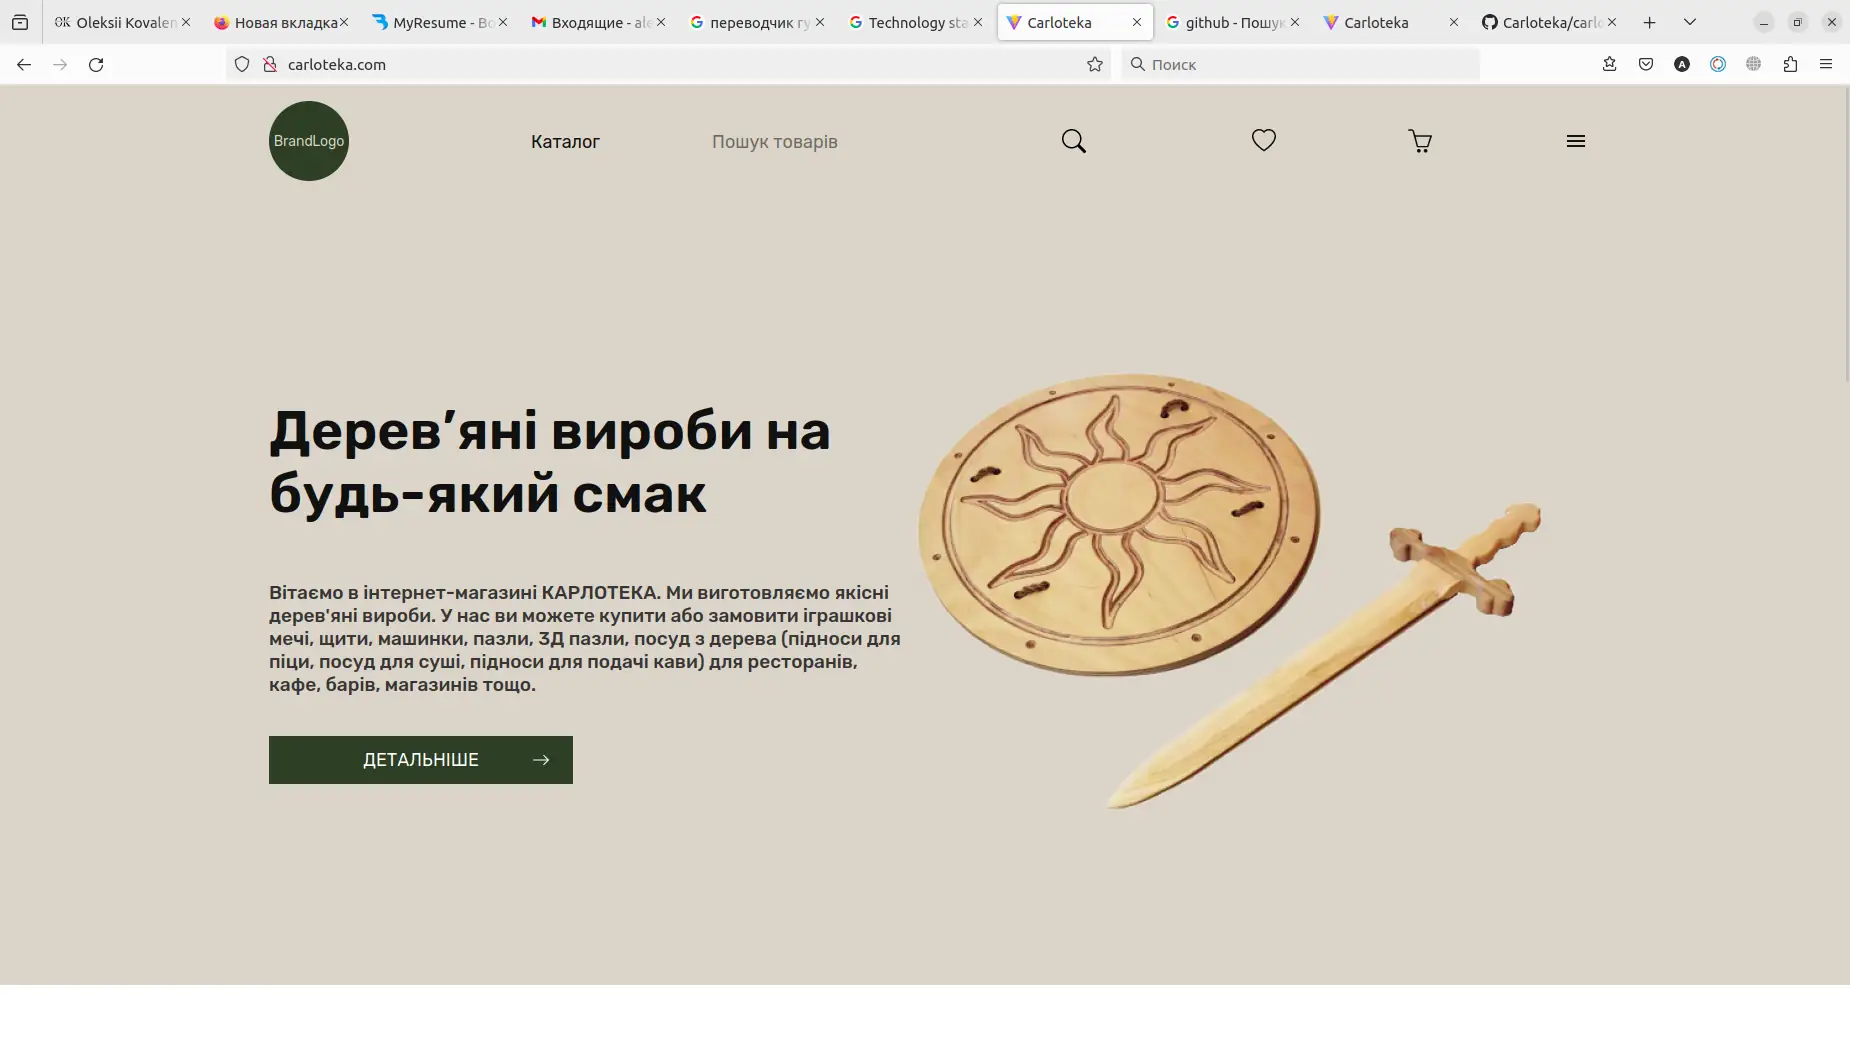 Oleksii Kovalen
Новая вкладка
MyResume - Bo
Входящие - ale
переводчик гу
Technology sta
Carloteka
github - Пошук
Carloteka
Carloteka/carlo
carloteka.com
Поиск
BrandLogo
Каталог
Пошук товарів
Дерев’яні вироби на
будь-який смак
Вітаємо в інтернет-магазині КАРЛОТЕКА. Ми виготовляємо якісні
дерев'яні вироби. У нас ви можете купити або замовити іграшкові
мечі, щити, машинки, пазли, 3Д пазли, посуд з дерева (підноси для
піци, посуд для суші, підноси для подачі кави) для ресторанів,
кафе, барів, магазинів тощо.
ДЕТАЛЬНІШЕ